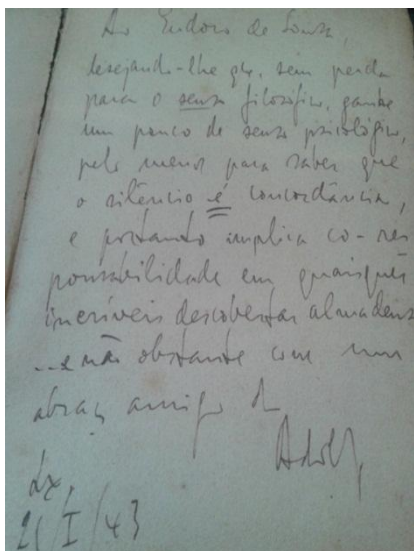 Ao Eudoro de Sousa,
desejando-lhe que, sem perda
para o senso filosófico, ganhe
um pouco de senso psicológico,
pelo menos para saber que
o silêncio é concordância,
e portanto implica co-res
ponsabilidade em quaisquer
incríveis descobertas almadenses
...e não obstante com um
abraço amigo do
Lx,
21/I/43